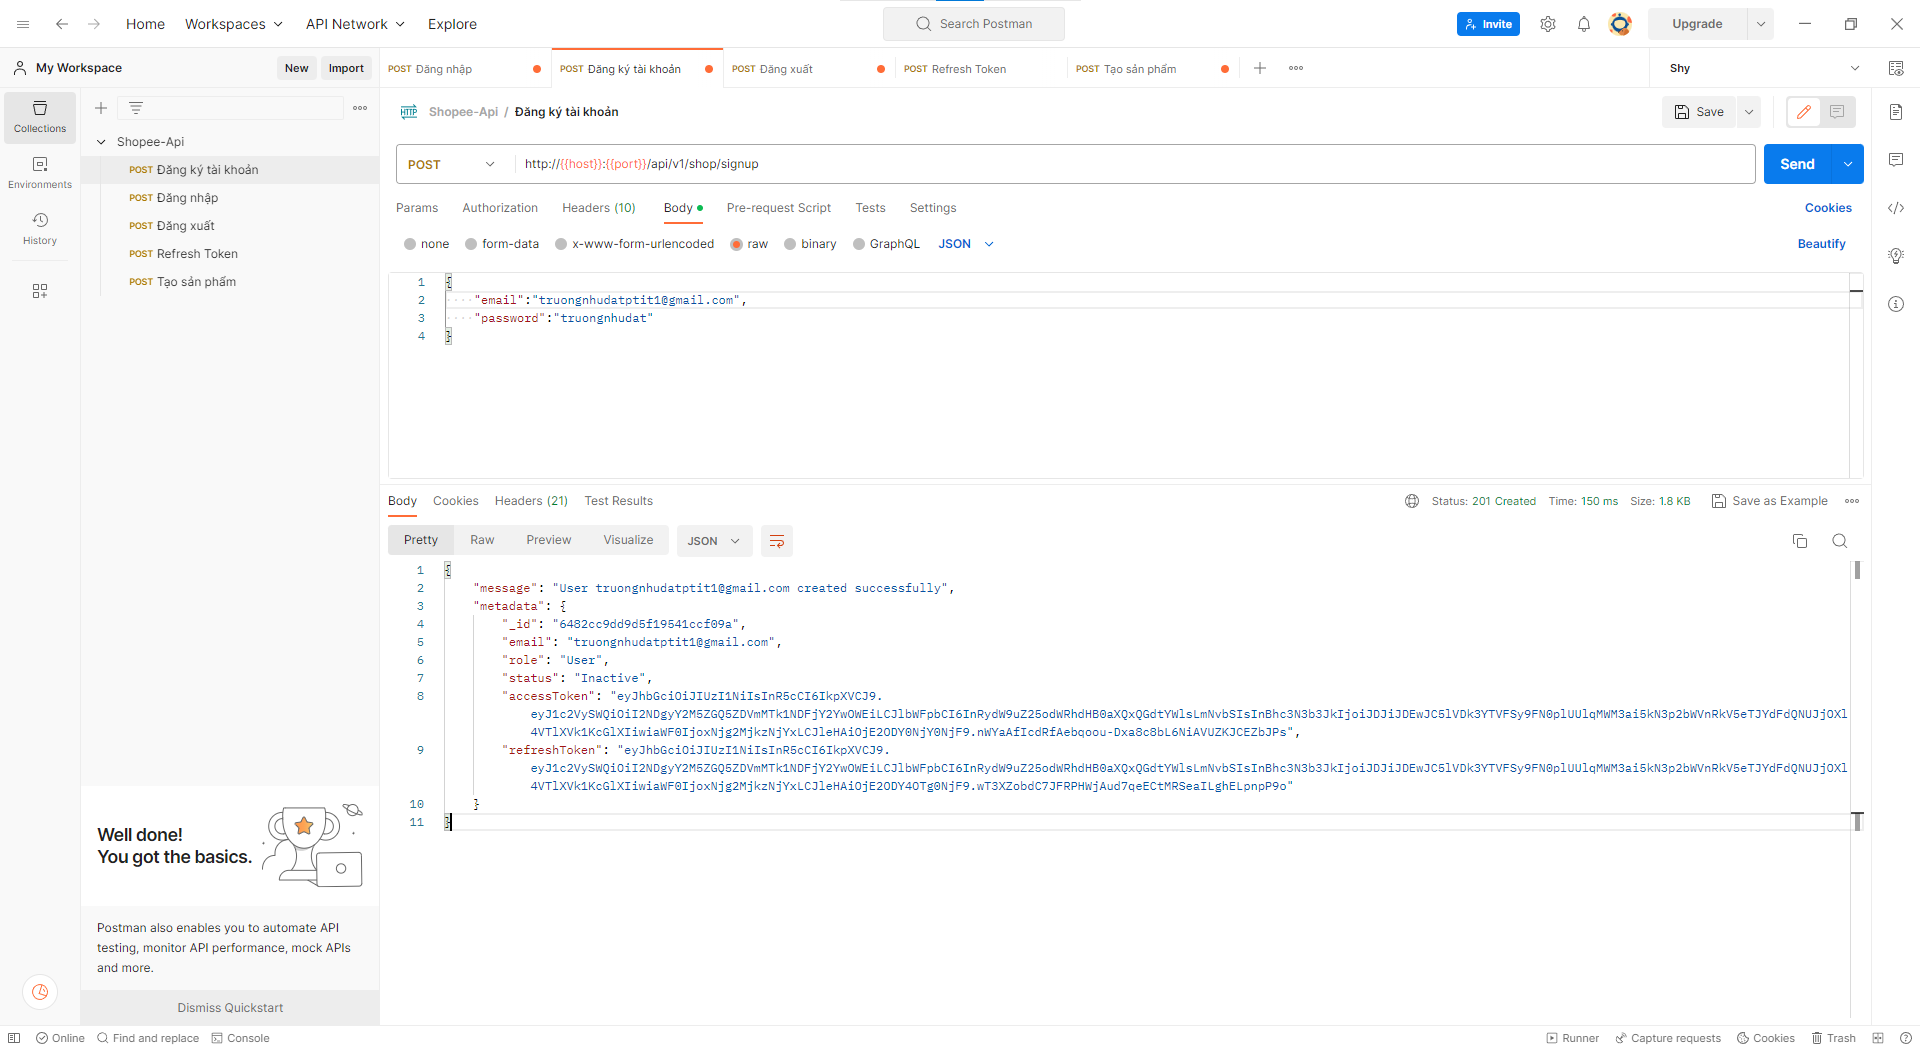 Home
Workspaces
API Network
Explore
Search Postman
Invite
Upgrade
My Workspace
New
Import
POST Đăng nhập
POST Đăng ký tài khoản
POST Đăng xuất
POST Refresh Token
POST Tạo sản phẩm
Shy
Collections
Environments
History
Shopee-Api
POST Đăng ký tài khoản
POST Đăng nhập
POST Đăng xuất
POST Refresh Token
POST Tạo sản phẩm
HTTP Shopee-Api / Đăng ký tài khoản
Save
POST
http://{{host}}:{{port}}/api/v1/shop/signup
Send
Params
Authorization
Headers (10)
Body
Pre-request Script
Tests
Settings
Cookies
none
form-data
x-www-form-urlencoded
raw
binary
GraphQL
JSON
Beautify
1 {
2 "email":"truongnhudatptit1@gmail.com",
3 "password":"truongnhudat"
4 }
Body
Cookies
Headers (21)
Test Results
Status: 201 Created
Time: 150 ms
Size: 1.8 KB
Save as Example
Pretty
Raw
Preview
Visualize
JSON
1 {
2 "message": "User truongnhudatptit1@gmail.com created successfully",
3 "metadata": {
4 "_id": "6482cc9dd9d5f19541ccf09a",
5 "email": "truongnhudatptit1@gmail.com",
6 "role": "User",
7 "status": "Inactive",
8 "accessToken": "eyJhbGciOiJIUzI1NiIsInR5cCI6IkpXVCJ9.
9 "refreshToken": "eyJhbGciOiJIUzI1NiIsInR5cCI6IkpXVCJ9.
10 }
11 }
Well done!
You got the basics.
Postman also enables you to automate API
testing, monitor API performance, mock APIs
and more.
Dismiss Quickstart
Online
Find and replace
Console
Runner
Capture requests
Cookies
Trash